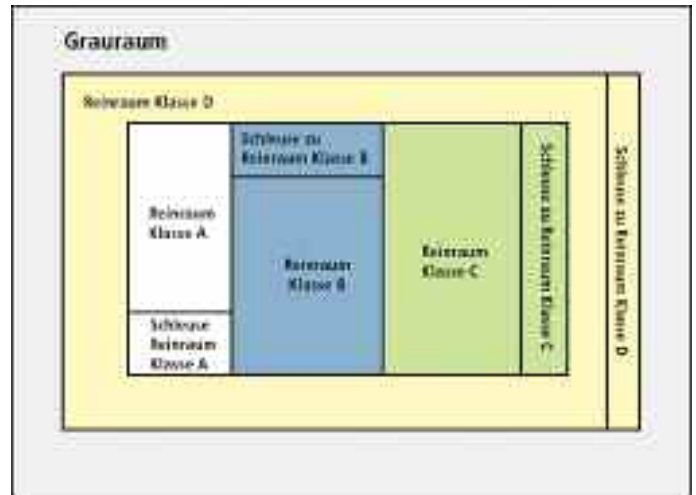 Grauraum
Reinraum Klasse D
Schleuse zu
Reinraum Klasse B
Reinraum
Klasse A
Reinraum
Klasse B
Reinraum
Klasse C
Schleuse
Reinraum
Klasse A
Schleuse zu Reinraum Klasse C
Schleuse zu Reinraum Klasse D